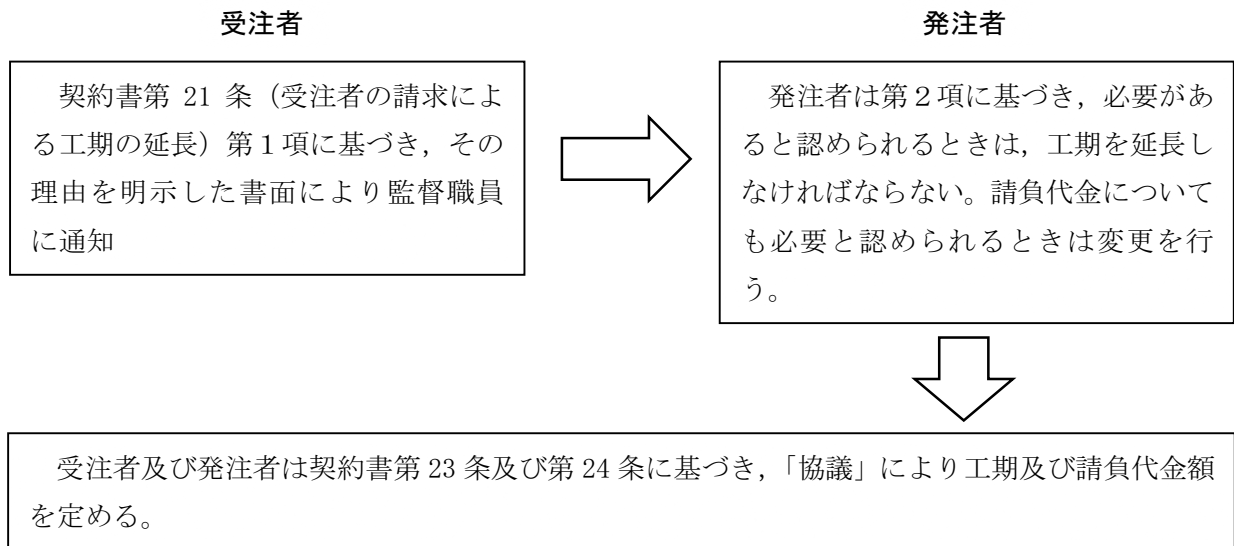 受注者
発注者
契約書第 21 条（受注者の請求によ
る工期の延長）第１項に基づき，その
理由を明示した書面により監督職員
に通知
発注者は第２項に基づき，必要があ
ると認められるときは，工期を延長し
なければならない。請負代金について
も必要と認められるときは変更を行
う。
受注者及び発注者は契約書第 23 条及び第 24 条に基づき，「協議」により工期及び請負代金額
を定める。